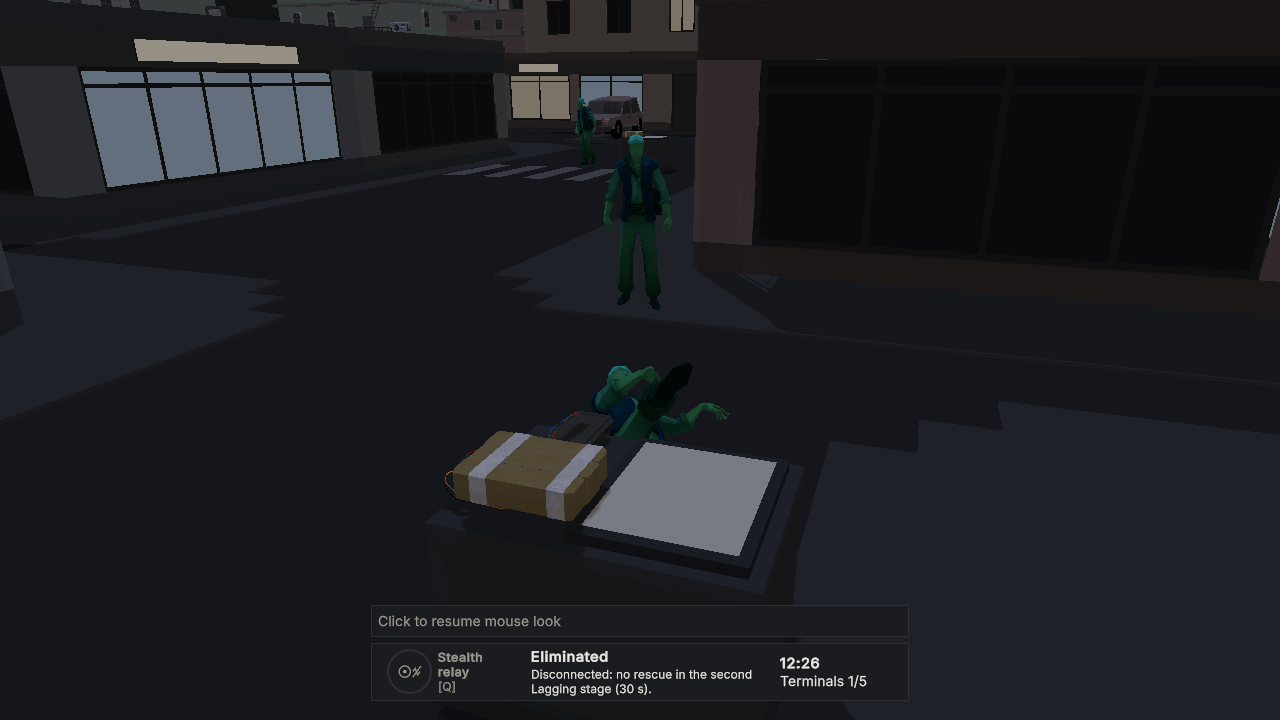 Click to resume mouse look
Stealth
relay
[Q]
Eliminated
Disconnected: no rescue in the second
Lagging stage (30 s).
12:26
Terminals 1/5